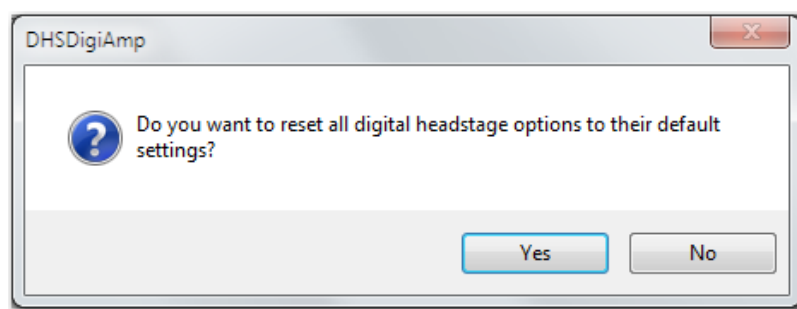 DHSDigiAmp
Do you want to reset all digital headstage options to their default
settings?
Yes
No